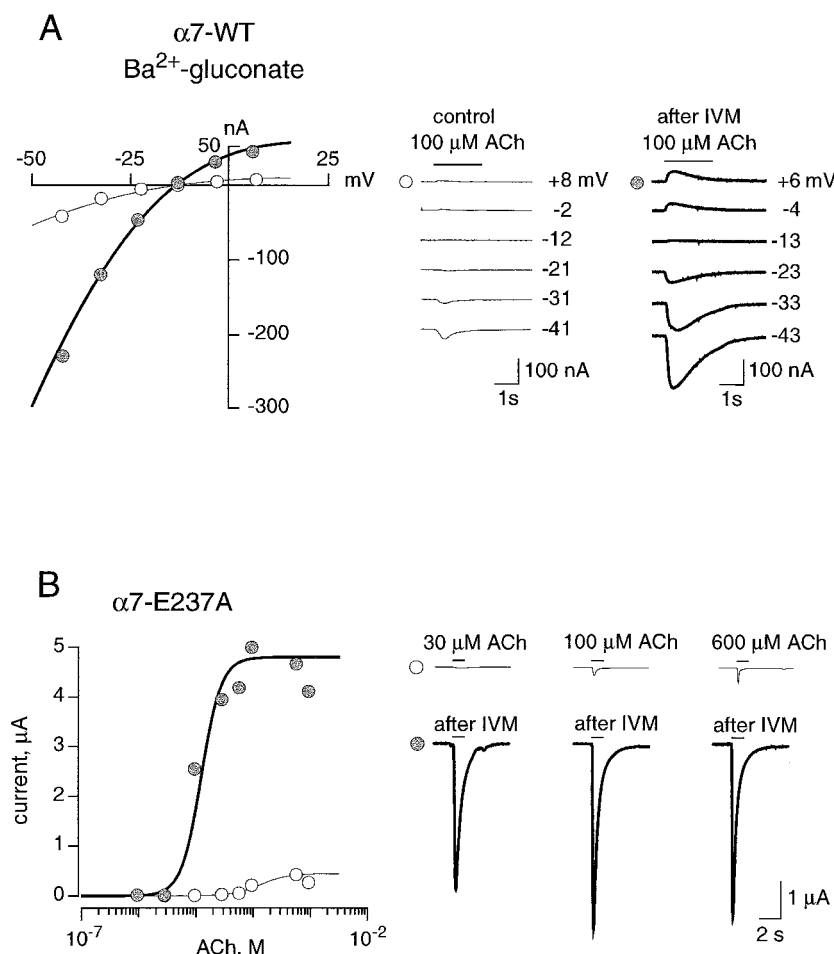 A
α7-WT
Ba2+-gluconate
nA
50
-50
-25
25
mV
-100
-200
-300
control
100 μM ACh
+8 mV
-2
-12
-21
-31
-41
100 nA
1s
after IVM
100 μM ACh
+6 mV
-4
-13
-23
-33
-43
100 nA
1s
B
α7-E237A
current, μA
5
4
3
2
1
0
10-7
10-2
ACh, M
30 μM ACh
100 μM ACh
600 μM ACh
after IVM
after IVM
after IVM
1 μA
2 s